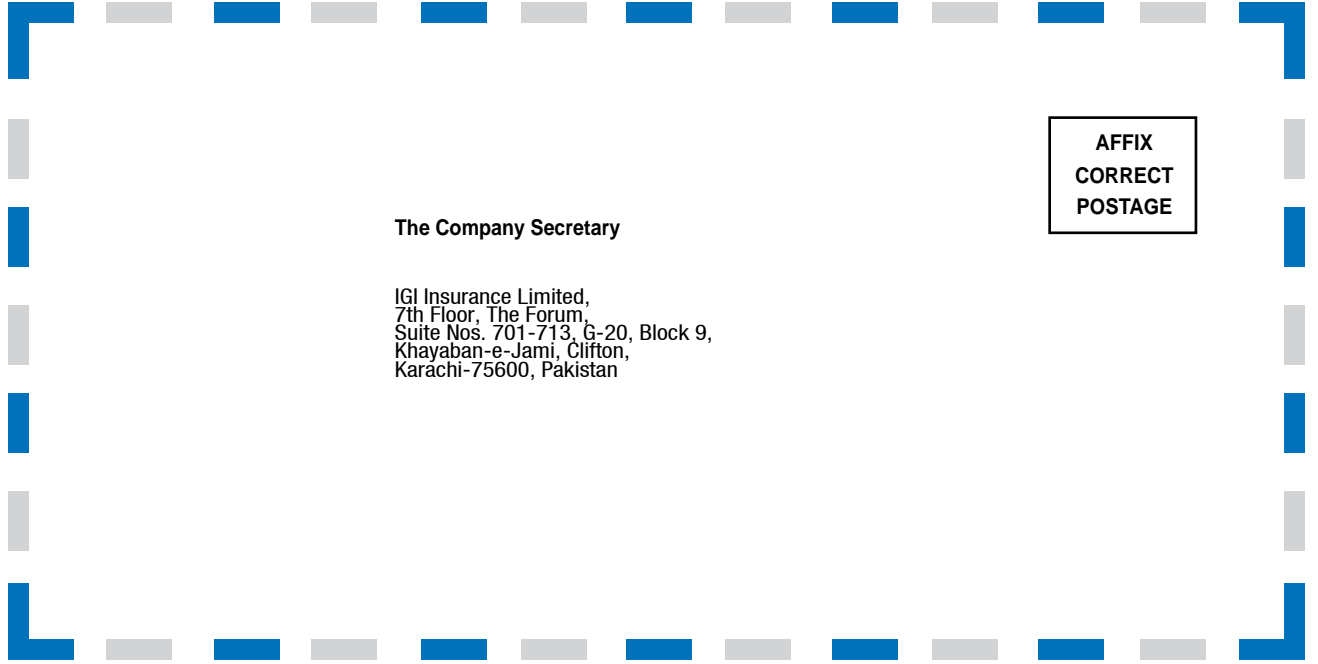 AFFIX
CORRECT
POSTAGE
The Company Secretary
IGI Insurance Limited,
7th Floor, The Forum,
Suite Nos. 701-713, G-20, Block 9,
Khayaban-e-Jami, Clifton,
Karachi-75600, Pakistan